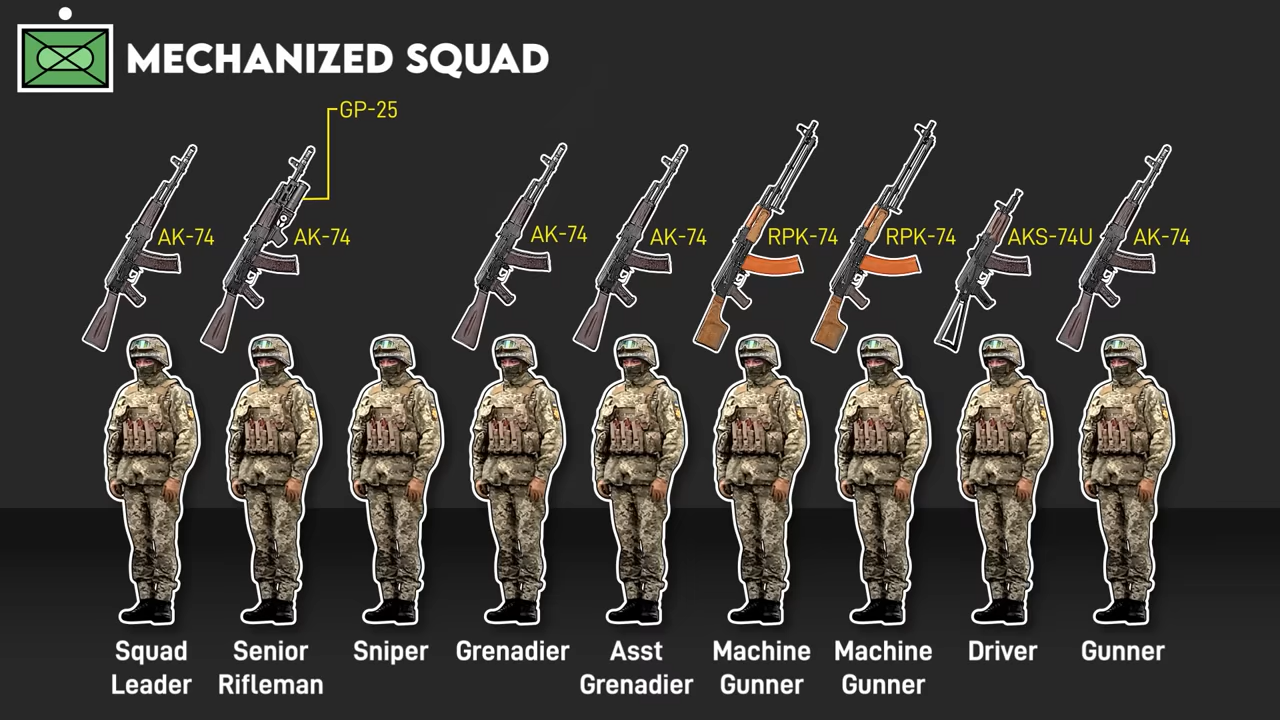 MECHANIZED SQUAD
GP-25
AK-74
AK-74
AK-74
AK-74
RPK-74
RPK-74
AKS-74U
AK-74
Squad
Leader
Senior
Rifleman
Sniper
Grenadier
Asst
Grenadier
Machine
Gunner
Machine
Gunner
Driver
Gunner